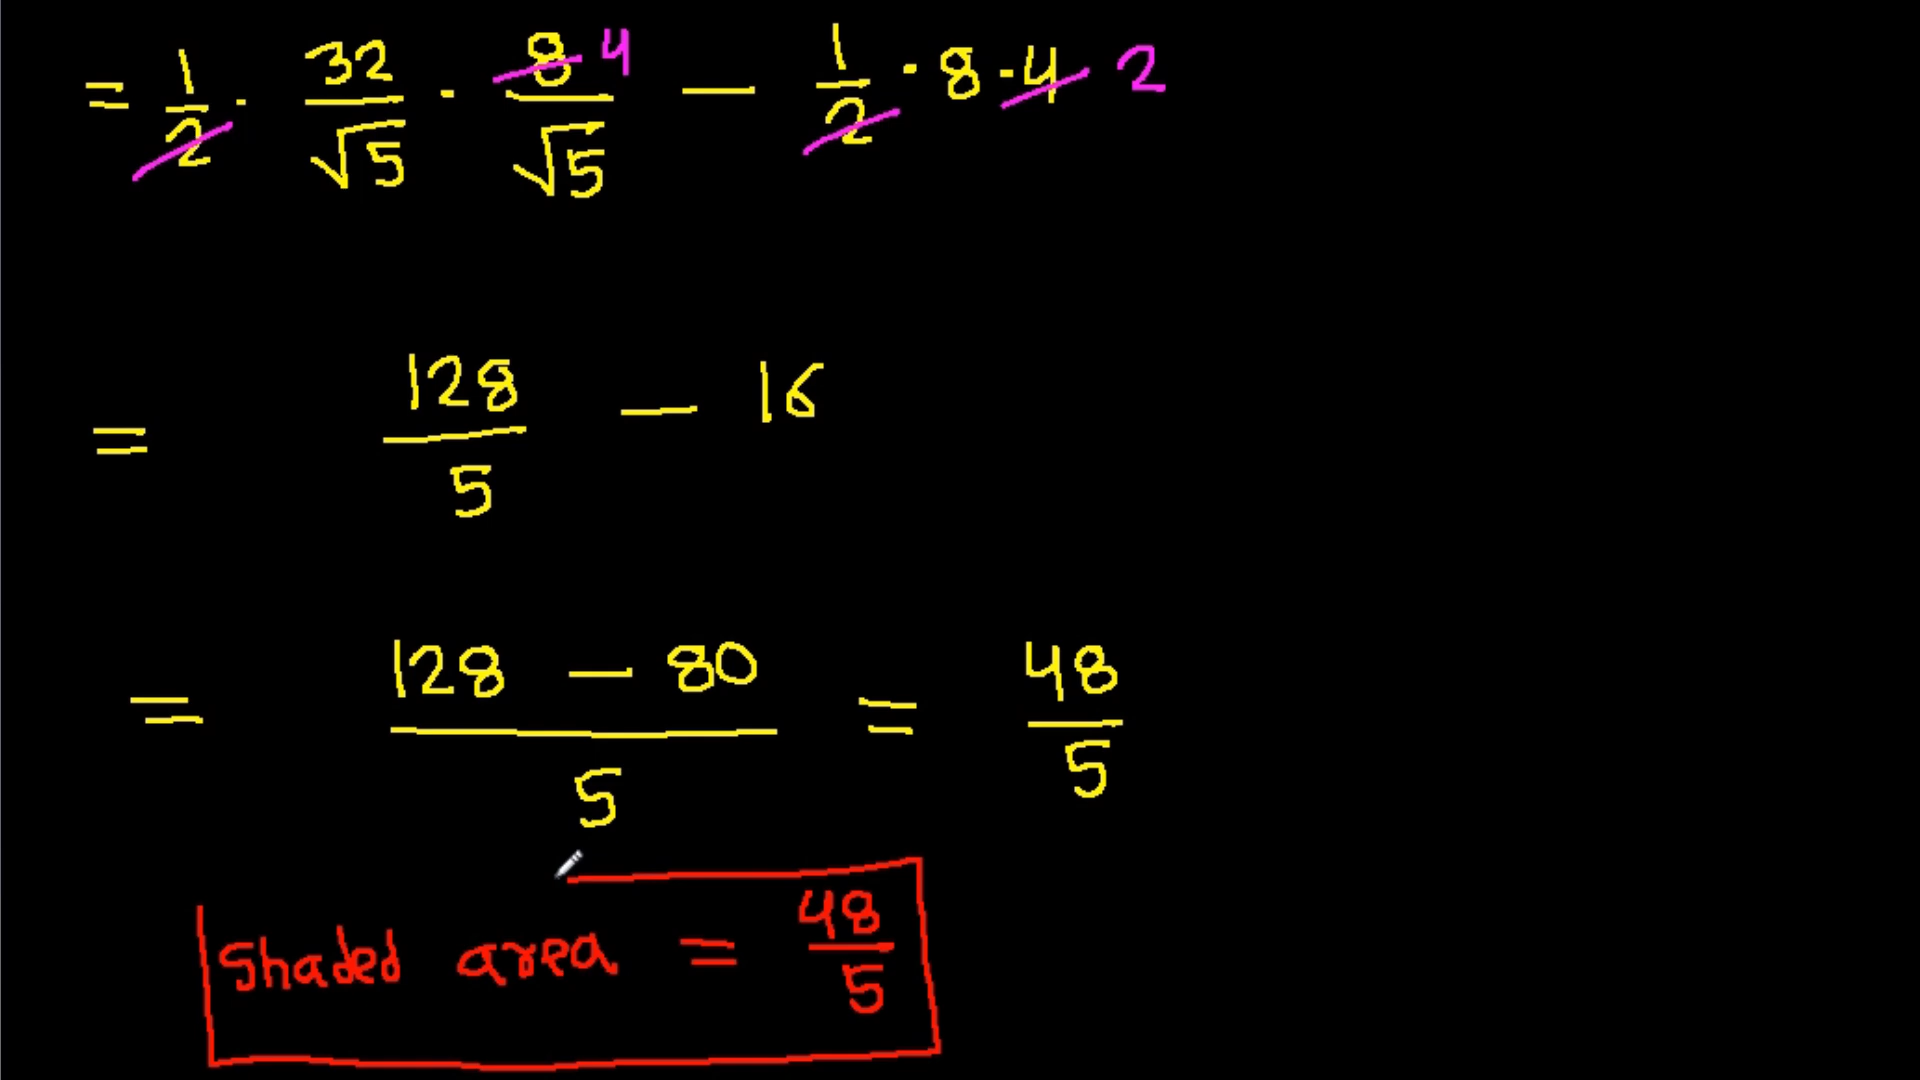 = 1/2 · 32/√5 · 8/√5 4 — 1/2 · 8 · 4 2
= 128/5 — 16
= 128 — 80/5 = 48/5
Shaded area = 48/5